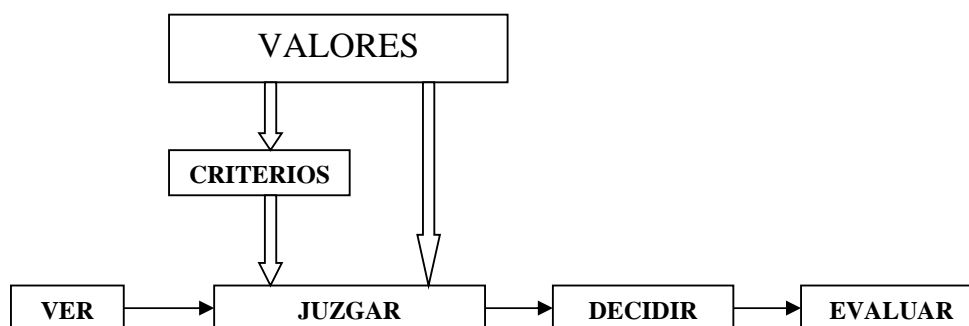 VALORES
CRITERIOS
VER
JUZGAR
DECIDIR
EVALUAR